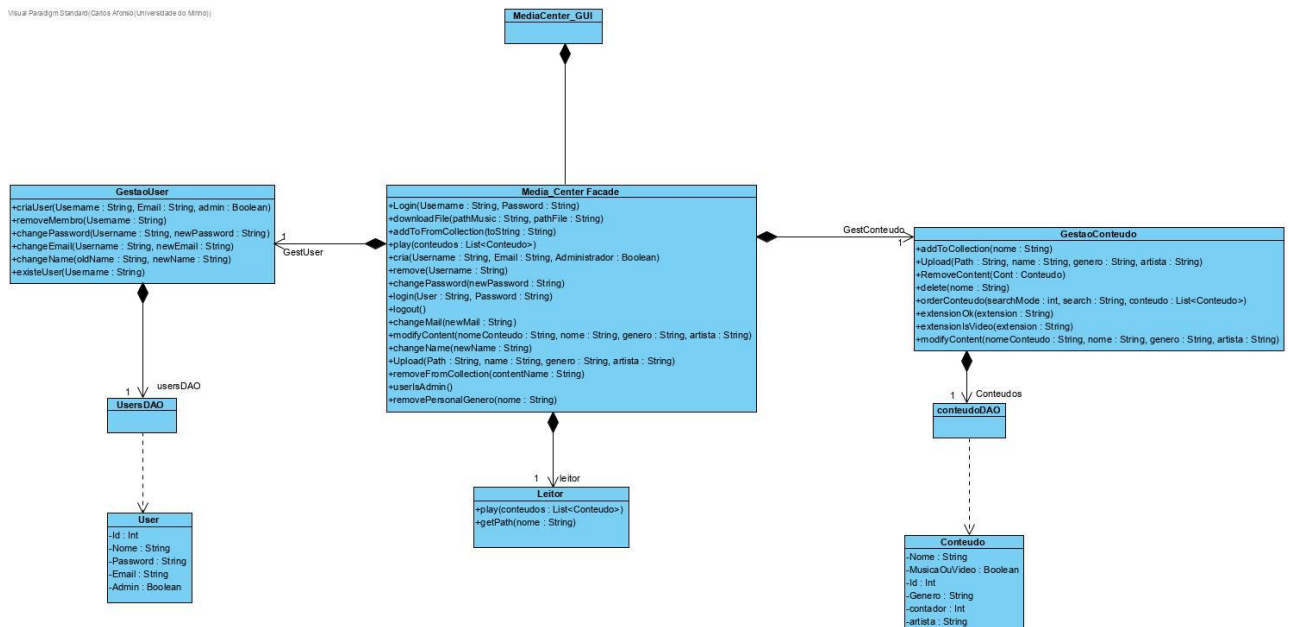 Visual Paradigm Standard(Carlos Afonso(Universidade do Minho))
MediaCenter_GUI
GestaoUser
+criaUser(Username : String, Email : String, admin : Boolean)
+removeMembro(Username : String)
+changePassword(Username : String, newPassword : String)
+changeEmail(Username : String, newEmail : String)
+changeName(oldName : String, newName : String)
+existeUser(Username : String)
1
GestUser
Media_Center Facade
+Login(Username : String, Password : String)
+downloadFile(pathMusic : String, pathFile : String)
+addToFromCollection(toString : String)
+play(conteudos : List<Conteudo>)
+cria(Username : String, Email : String, Administrador : Boolean)
+remove(Username : String)
+changePassword(newPassword : String)
+login(User : String, Password : String)
+logout()
+changeMail(newMail : String)
+modifyContent(nomeConteudo : String, nome : String, genero : String, artista : String)
+changeName(newName : String)
+Upload(Path : String, name : String, genero : String, artista : String)
+removeFromCollection(contentName : String)
+userIsAdmin()
+removePersonalGenero(nome : String)
GestConteudo
1
GestaoConteudo
+addToCollection(nome : String)
+Upload(Path : String, name : String, genero : String, artista : String)
+RemoveContent(Cont : Conteudo)
+delete(nome : String)
+orderConteudo(searchMode : int, search : String, conteudo : List<Conteudo>)
+extensionOk(extension : String)
+extensionIsVideo(extension : String)
+modifyContent(nomeConteudo : String, nome : String, genero : String, artista : String)
1 usersDAO
UsersDAO
1 Conteudos
conteudoDAO
1 leitor
Leitor
+play(conteudos : List<Conteudo>)
+getPath(nome : String)
User
-Id : Int
-Nome : String
-Password : String
-Email : String
-Admin : Boolean
Conteudo
-Nome : String
-MusicaOuVideo : Boolean
-Id : Int
-Genero : String
-contador : Int
-artista : String